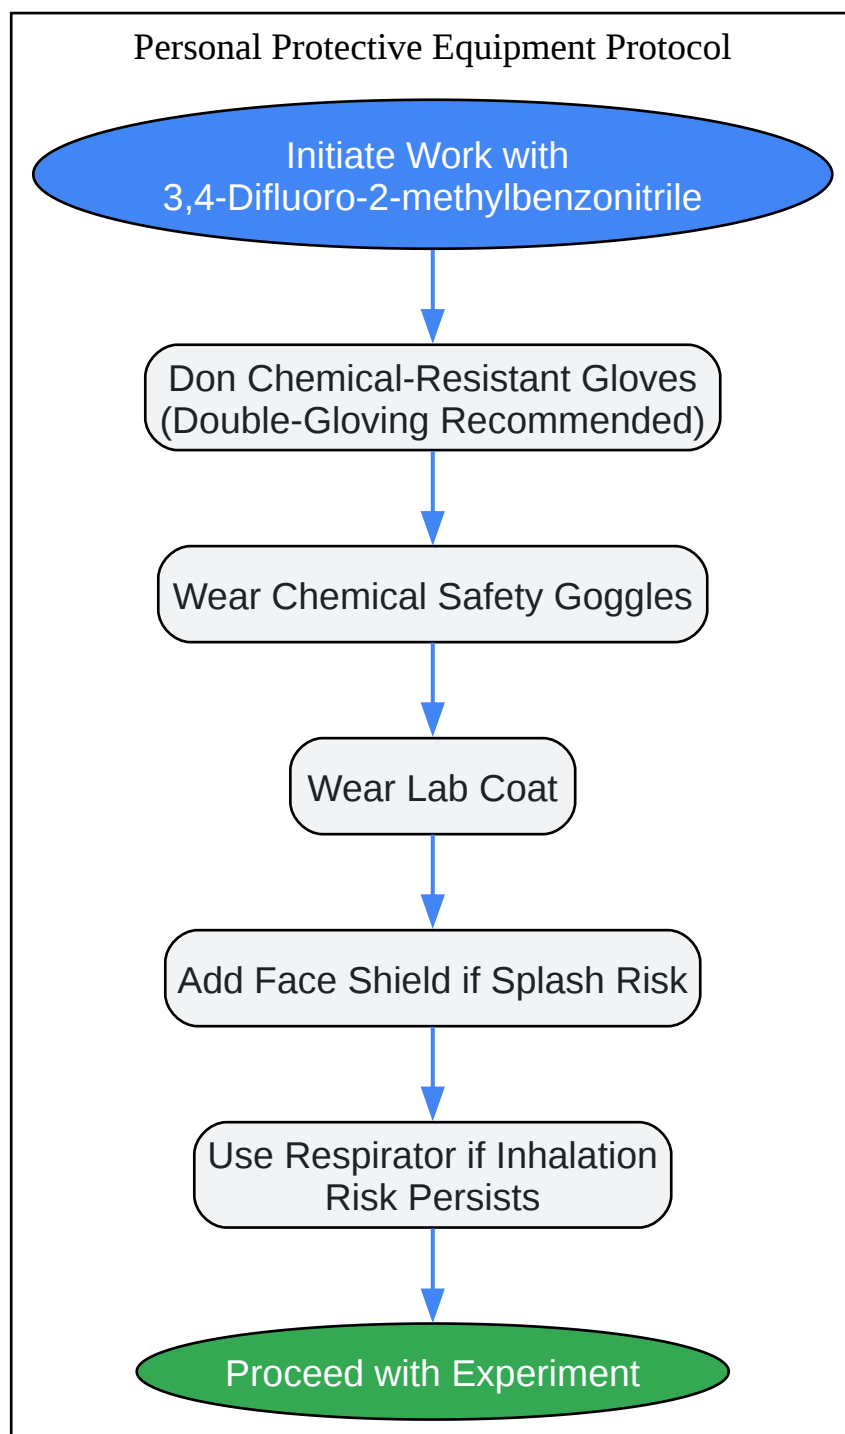 Personal Protective Equipment Protocol
Initiate Work with
3,4-Difluoro-2-methylbenzonitrile
Don Chemical-Resistant Gloves
(Double-Gloving Recommended)
Wear Chemical Safety Goggles
Wear Lab Coat
Add Face Shield if Splash Risk
Use Respirator if Inhalation
Risk Persists
Proceed with Experiment